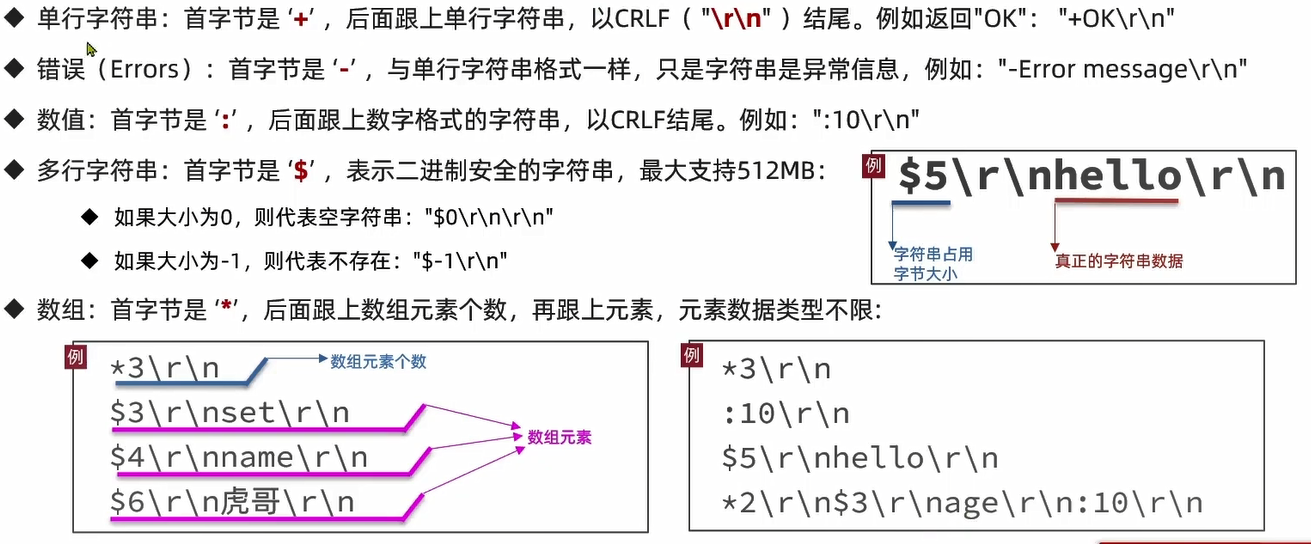 ◆ 单行字符串：首字节是 ‘+’ ，后面跟上单行字符串，以CRLF（ "\r\n" ）结尾。例如返回"OK"： "+OK\r\n"
◆ 错误（Errors）：首字节是 ‘-’ ，与单行字符串格式一样，只是字符串是异常信息，例如："-Error message\r\n"
◆ 数值：首字节是 ‘:’ ，后面跟上数字格式的字符串，以CRLF结尾。例如：":10\r\n"
◆ 多行字符串：首字节是 ‘$’ ，表示二进制安全的字符串，最大支持512MB：
◆ 如果大小为0，则代表空字符串："$0\r\n\r\n"
◆ 如果大小为-1，则代表不存在："$-1\r\n"
例
$5\r\nhello\r\n
字符串占用
字节大小
真正的字符串数据
◆ 数组：首字节是 ‘*’，后面跟上数组元素个数，再跟上元素，元素数据类型不限：
例
*3\r\n
数组元素个数
$3\r\nset\r\n
$4\r\nname\r\n
$6\r\n虎哥\r\n
数组元素
例
*3\r\n
:10\r\n
$5\r\nhello\r\n
*2\r\n$3\r\nage\r\n:10\r\n